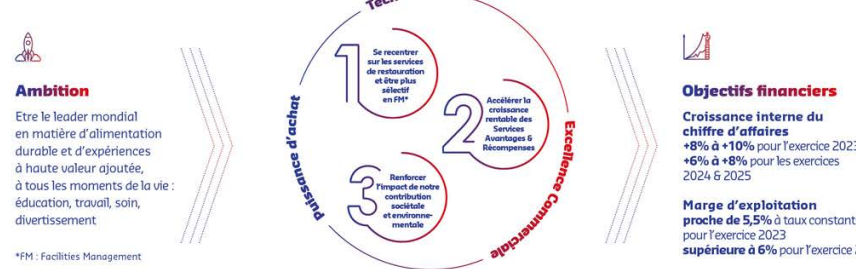 Ambition
Etre le leader mondial
en matière d'alimentation
durable et d'expériences
à haute valeur ajoutée,
à tous les moments de la vie :
éducation, travail, soin,
divertissement
*FM : Facilities Management
Puissance d'achat
1
Se recentrer
sur les services
de restauration
et être plus
sélectif
en FM*
2
Accélérer la
croissance
rentable des
Services
Avantages &
Récompenses
3
Renforcer
l'impact de notre
contribution
sociétale
et environne-
mentale
Excellence Commerciale
Objectifs financiers
Croissance interne du
chiffre d'affaires
+8% à +10% pour l'exercice 2023
+6% à +8% pour les exercices
2024 & 2025
Marge d'exploitation
proche de 5,5% à taux constant
pour l'exercice 2023
supérieure à 6% pour l'exercice